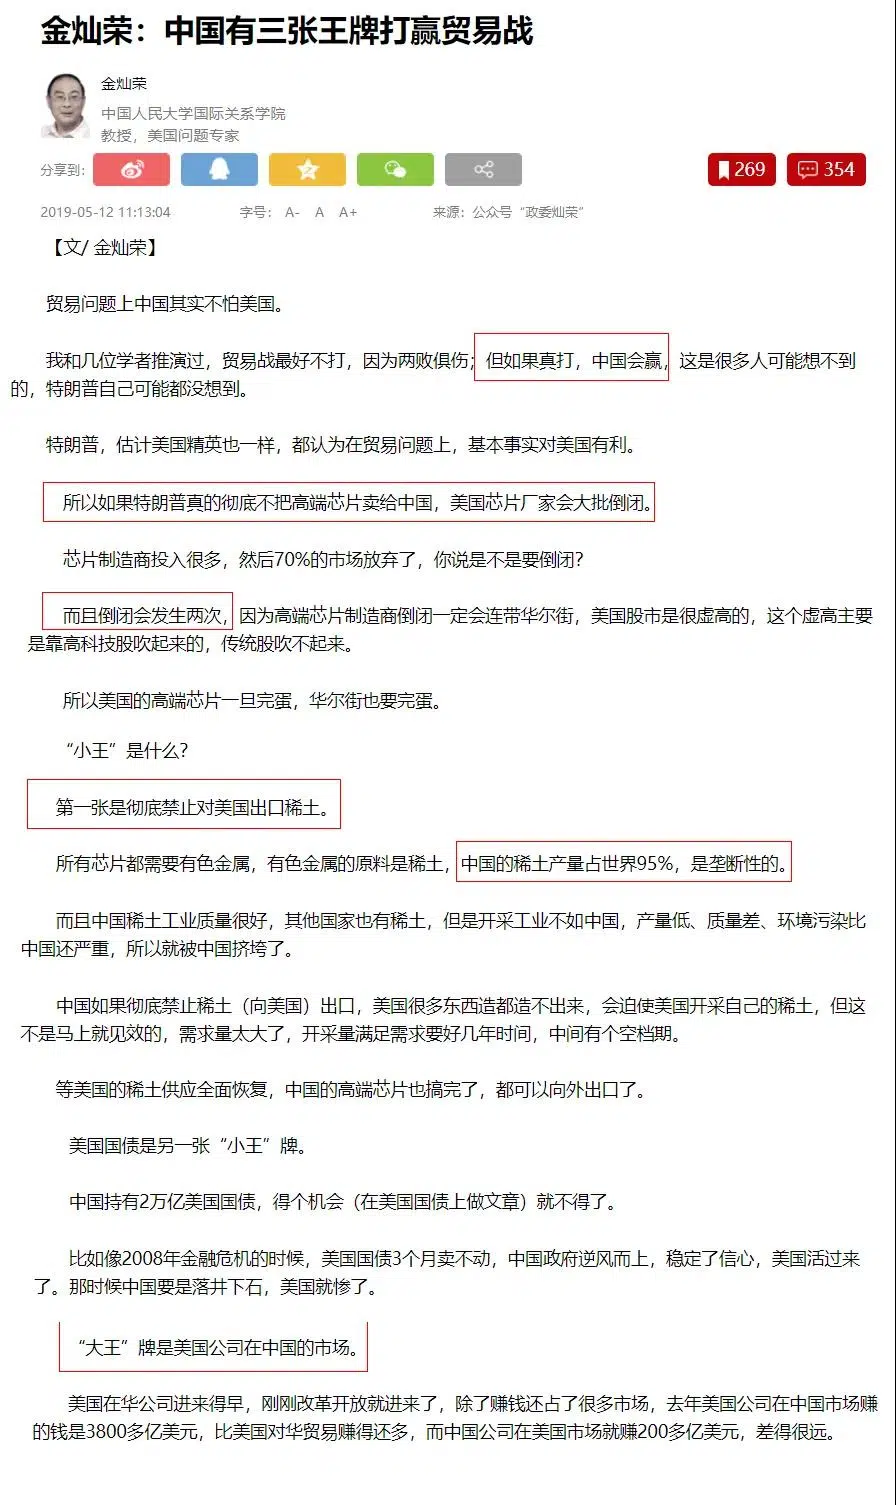 金灿荣：中国有三张王牌打赢贸易战
金灿荣
中国人民大学国际关系学院
教授，美国问题专家
分享到:
269
354
2019-05-12 11:13:04 字号： A- A A+ 来源：公众号“政委灿荣”
【文/ 金灿荣】
贸易问题上中国其实不怕美国。
我和几位学者推演过，贸易战最好不打，因为两败俱伤；但如果真打，中国会赢，这是很多人可能想不到
的，特朗普自己可能都没想到。
特朗普，估计美国精英也一样，都认为在贸易问题上，基本事实对美国有利。
所以如果特朗普真的彻底不把高端芯片卖给中国，美国芯片厂家会大批倒闭。
芯片制造商投入很多，然后70%的市场放弃了，你说是不是要倒闭？
而且倒闭会发生两次，因为高端芯片制造商倒闭一定会连带华尔街，美国股市是很虚高的，这个虚高主要
是靠高科技股吹起来的，传统股吹不起来。
所以美国的高端芯片一旦完蛋，华尔街也要完蛋。
“小王”是什么？
第一张是彻底禁止对美国出口稀土。
所有芯片都需要有色金属，有色金属的原料是稀土，中国的稀土产量占世界95%，是垄断性的。
而且中国稀土工业质量很好，其他国家也有稀土，但是开采工业不如中国，产量低、质量差、环境污染比
中国还严重，所以就被中国挤垮了。
中国如果彻底禁止稀土（向美国）出口，美国很多东西造都造不出来，会迫使美国开采自己的稀土，但这
不是马上就见效的，需求量太大了，开采量满足需求要好几年时间，中间有个空档期。
等美国的稀土供应全面恢复，中国的高端芯片也搞完了，都可以向外出口了。
美国国债是另一张“小王”牌。
中国持有2万亿美国国债，得个机会（在美国国债上做文章）就不得了。
比如像2008年金融危机的时候，美国国债3个月卖不动，中国政府逆风而上，稳定了信心，美国活过来
了。那时候中国要是落井下石，美国就惨了。
“大王”牌是美国公司在中国的市场。
美国在华公司进来得早，刚刚改革开放就进来了，除了赚钱还占了很多市场，去年美国公司在中国市场赚
的钱是3800多亿美元，比美国对华贸易赚得还多，而中国公司在美国市场就赚200多亿美元，差得很远。